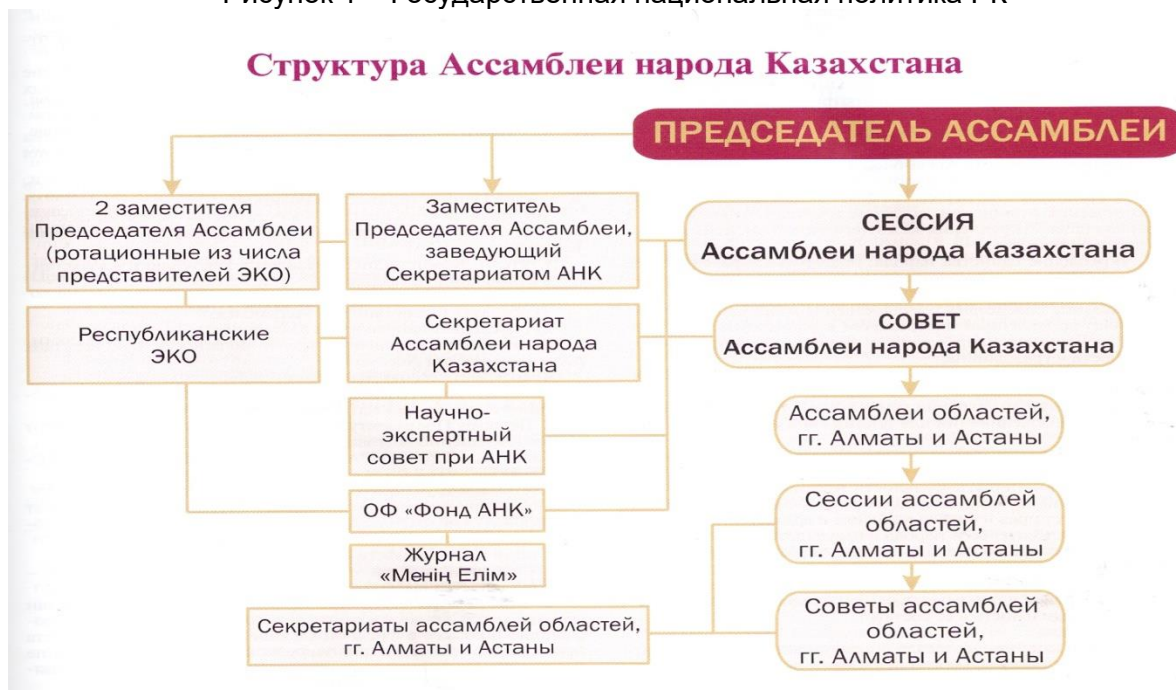 Структура Ассамблеи народа Казахстана
ПРЕДСЕДАТЕЛЬ АССАМБЛЕИ
2 заместителя
Председателя Ассамблеи
(ротационные из числа
представителей ЭКО)
Заместитель
Председателя Ассамблеи,
заведующий
Секретариатом АНК
СЕССИЯ
Ассамблеи народа Казахстана
Республиканские
ЭКО
Секретариат
Ассамблеи народа
Казахстана
СОВЕТ
Ассамблеи народа Казахстана
Научно-
экспертный
совет при АНК
Ассамблеи областей,
гг. Алматы и Астаны
ОФ «Фонд АНК»
Сессии ассамблей
областей,
гг. Алматы и Астаны
Журнал
«Менің Елім»
Секретариаты ассамблей областей,
гг. Алматы и Астаны
Советы ассамблей
областей,
гг. Алматы и Астаны